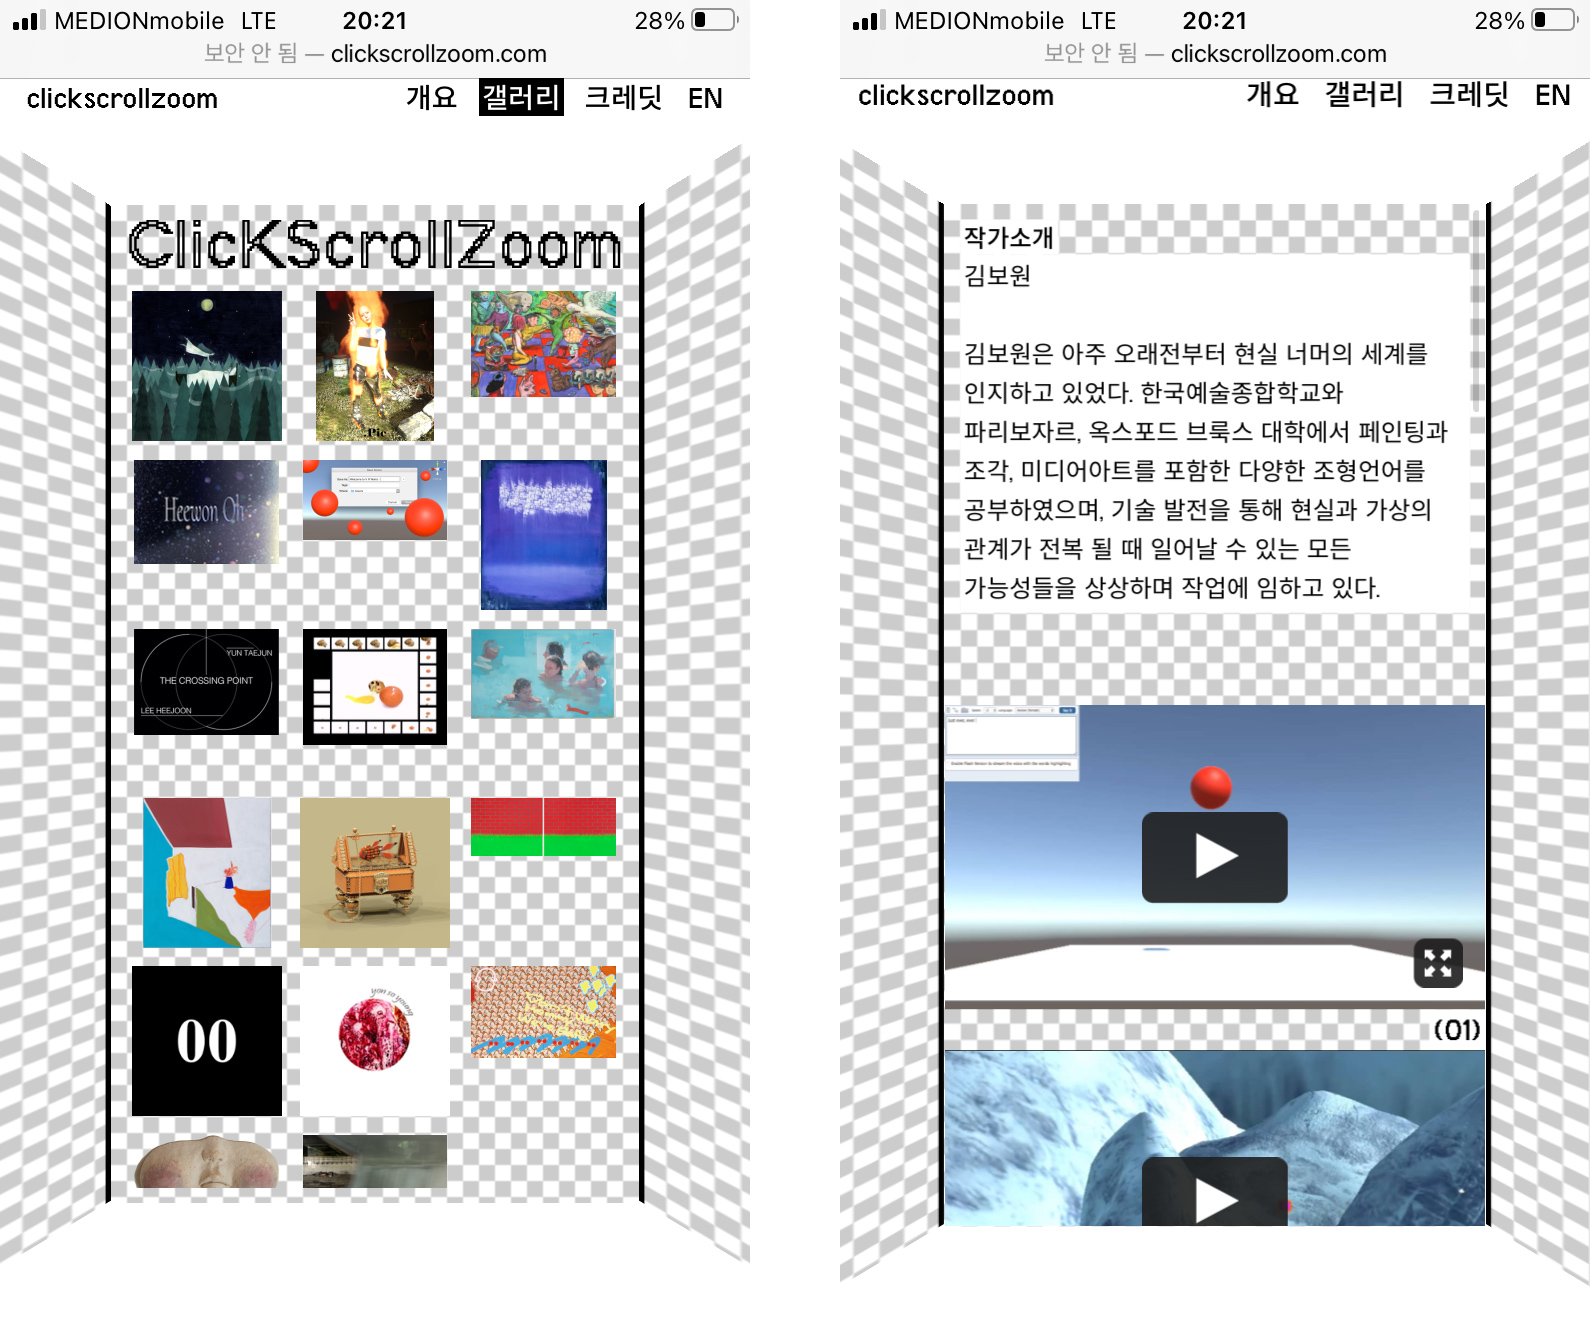 MEDIONmobile LTE 20:21 28%
보안 안 됨 — clickscrollzoom.com
clickscrollzoom 개요 갤러리 크레딧 EN
ClicKScrollZoom
Pic
Heewon Oh
YUN TAEJUN
THE CROSSING POINT
LEE HEEJOON
00
you so young
MEDIONmobile LTE 20:21 28%
보안 안 됨 — clickscrollzoom.com
clickscrollzoom 개요 갤러리 크레딧 EN
작가소개
김보원
김보원은 아주 오래전부터 현실 너머의 세계를
인지하고 있었다. 한국예술종합학교와
파리보자르, 옥스포드 브룩스 대학에서 페인팅과
조각, 미디어아트를 포함한 다양한 조형언어를
공부하였으며, 기술 발전을 통해 현실과 가상의
관계가 전복 될 때 일어날 수 있는 모든
가능성들을 상상하며 작업에 임하고 있다.
(01)